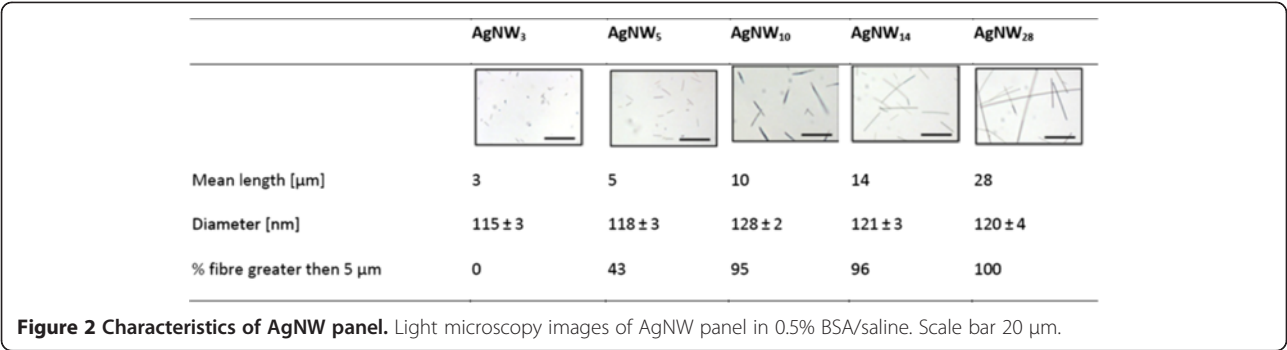 AgNW₃ AgNW₅ AgNW₁₀ AgNW₁₄ AgNW₂₈
Mean length [µm] 3 5 10 14 28
Diameter [nm] 115 ± 3 118 ± 3 128 ± 2 121 ± 3 120 ± 4
% fibre greater then 5 µm 0 43 95 96 100
Figure 2 Characteristics of AgNW panel. Light microscopy images of AgNW panel in 0.5% BSA/saline. Scale bar 20 μm.